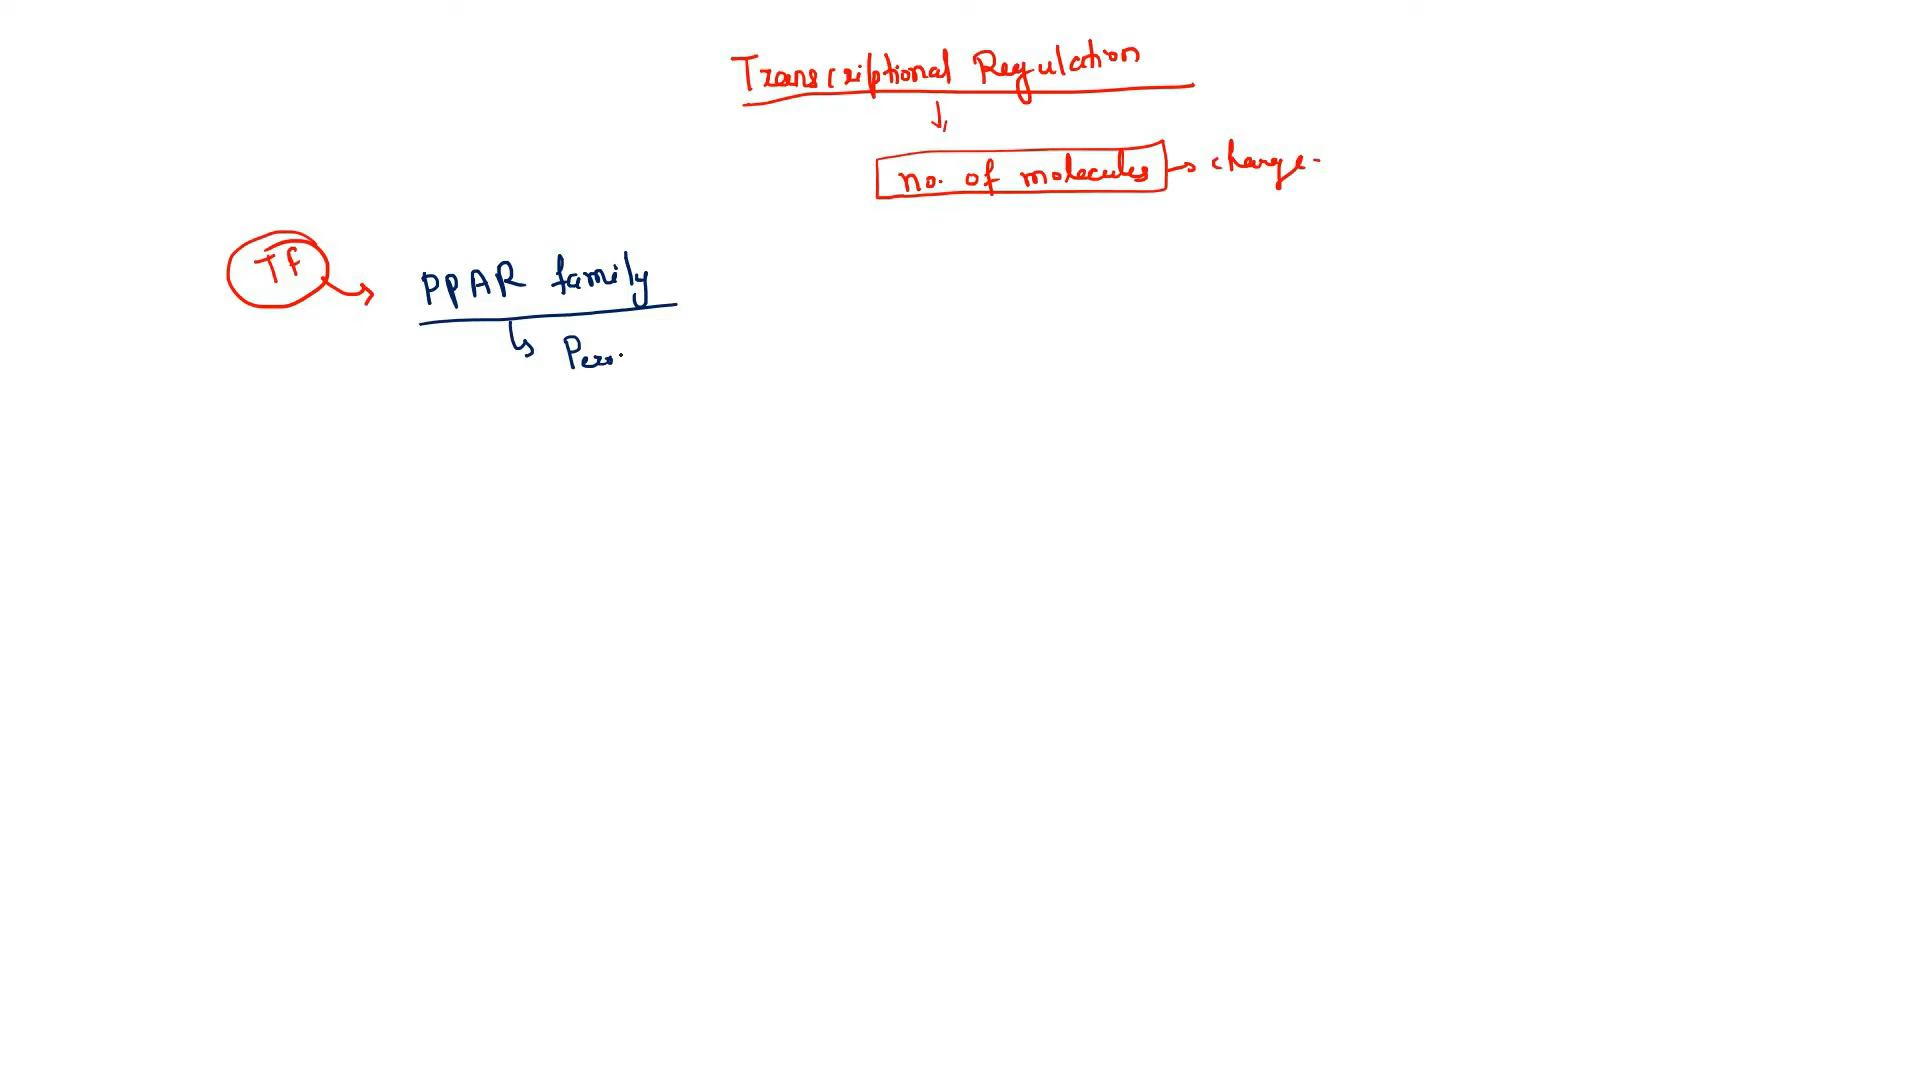 Transcriptional Regulation
no. of molecules → change.
Tf → PPAR family
↳ Pero.